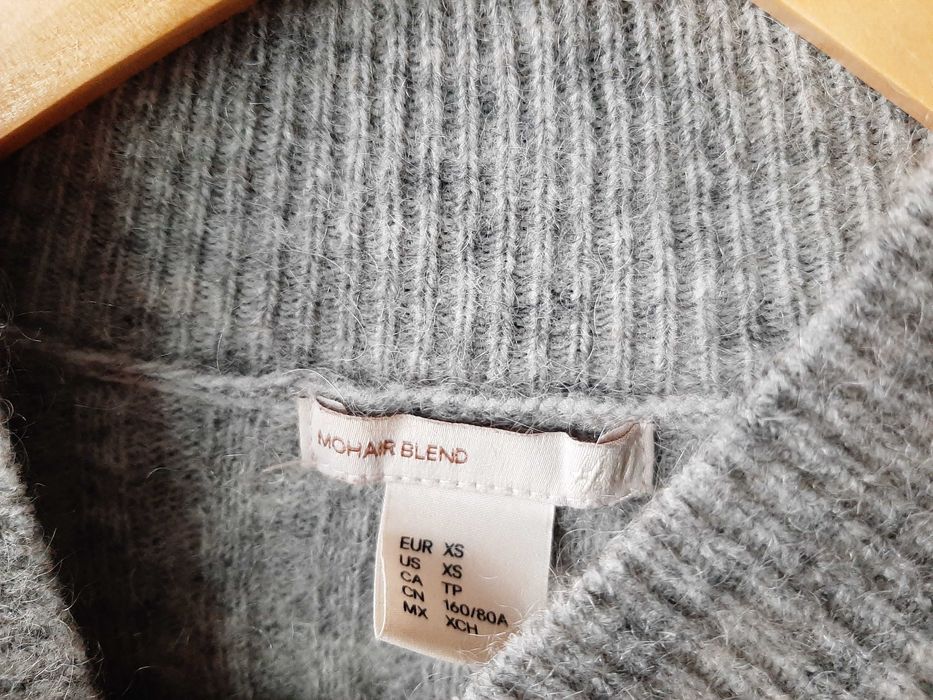 MOHAIR BLEND
EUR XS
US XS
CA TP
CN 160/80A
MX XCH